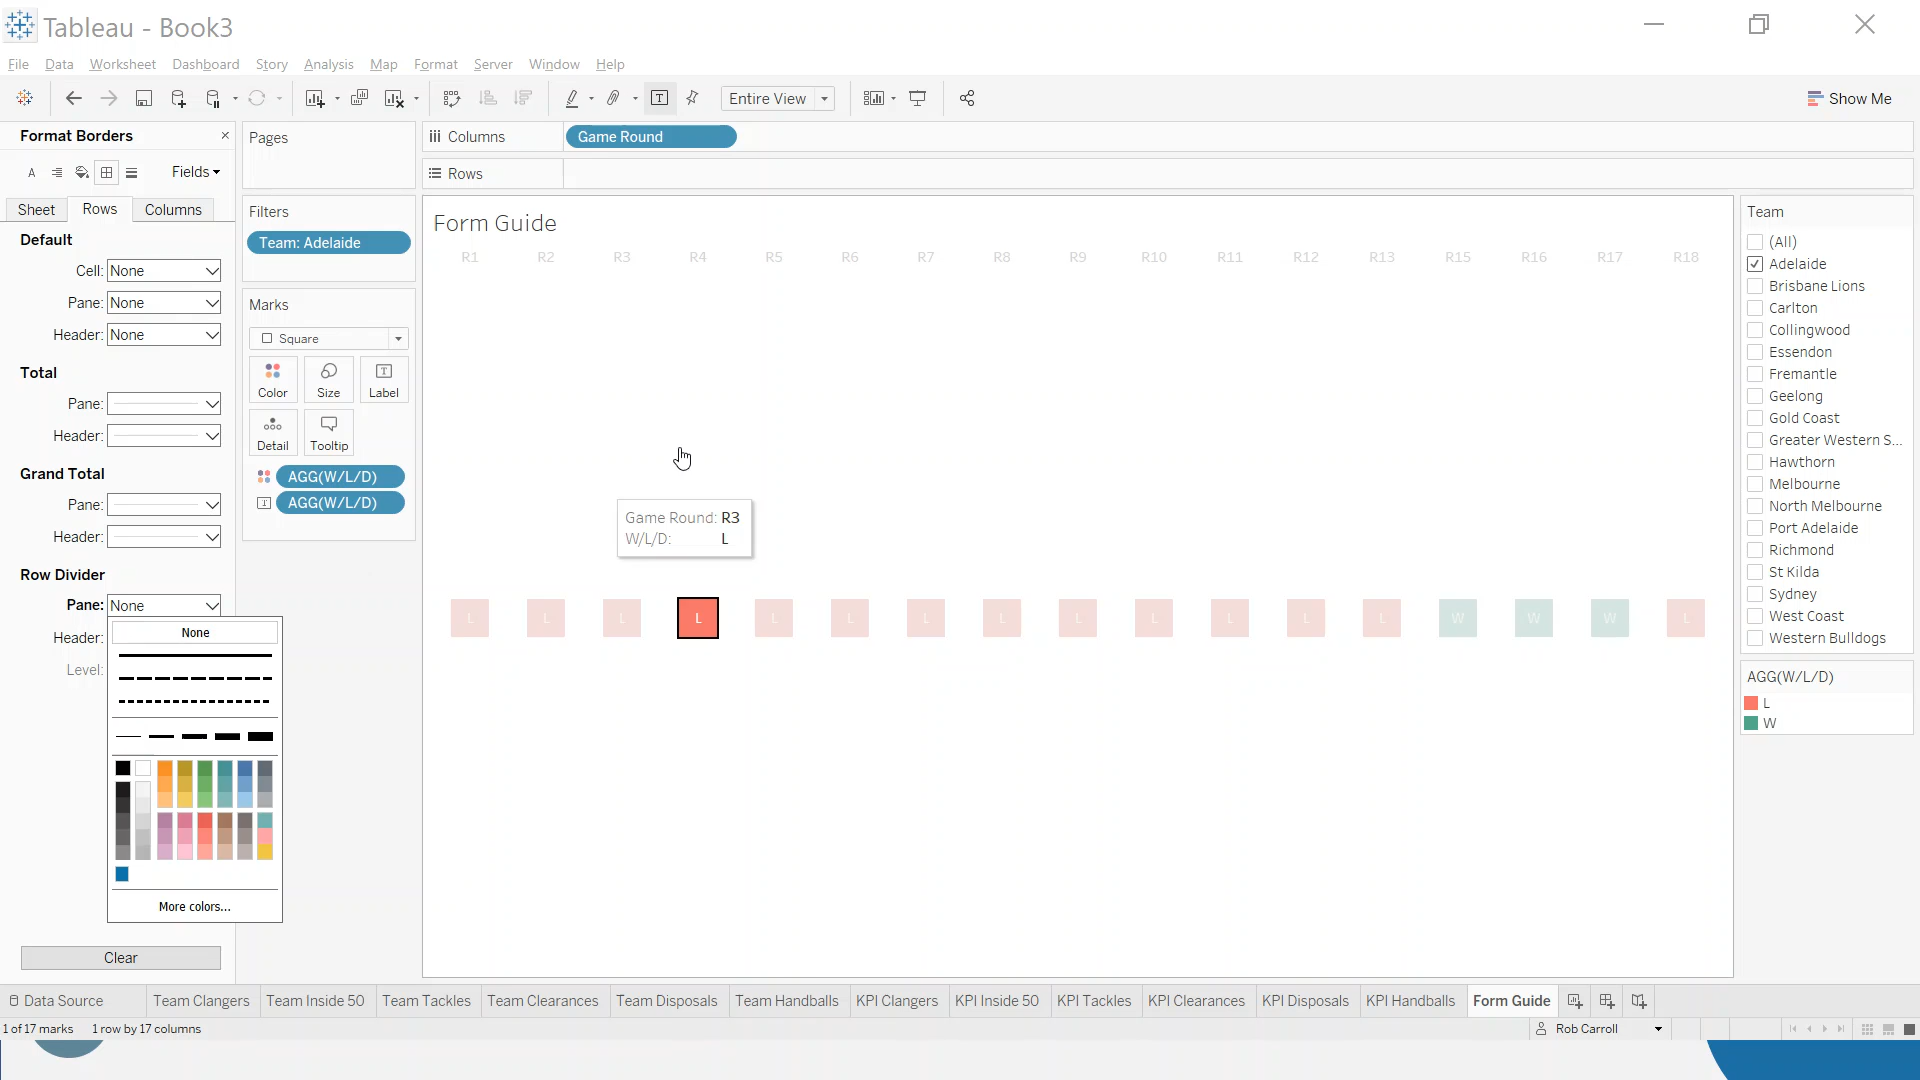 Tableau - Book3
File Data Worksheet Dashboard Story Analysis Map Format Server Window Help
Entire View
Show Me
Format Borders
Fields
Sheet Rows Columns
Default
Cell: None
Pane: None
Header: None
Total
Pane:
Header:
Grand Total
Pane:
Header:
Row Divider
Pane: None
Header:
Level:
None
More colors...
Clear
Pages
Filters
Team: Adelaide
Marks
Square
Color Size Label
Detail Tooltip
AGG(W/L/D)
AGG(W/L/D)
Columns Game Round
Rows
Form Guide
R1 R2 R3 R4 R5 R6 R7 R8 R9 R10 R11 R12 R13 R15 R16 R17 R18
Game Round: R3
W/L/D: L
L L L L L L L L L L L L L W W W L
Team
(All)
Adelaide
Brisbane Lions
Carlton
Collingwood
Essendon
Fremantle
Geelong
Gold Coast
Greater Western S...
Hawthorn
Melbourne
North Melbourne
Port Adelaide
Richmond
St Kilda
Sydney
West Coast
Western Bulldogs
AGG(W/L/D)
L
W
Data Source Team Clangers Team Inside 50 Team Tackles Team Clearances Team Disposals Team Handballs KPI Clangers KPI Inside 50 KPI Tackles KPI Clearances KPI Disposals KPI Handballs Form Guide
1 of 17 marks 1 row by 17 columns
Rob Carroll